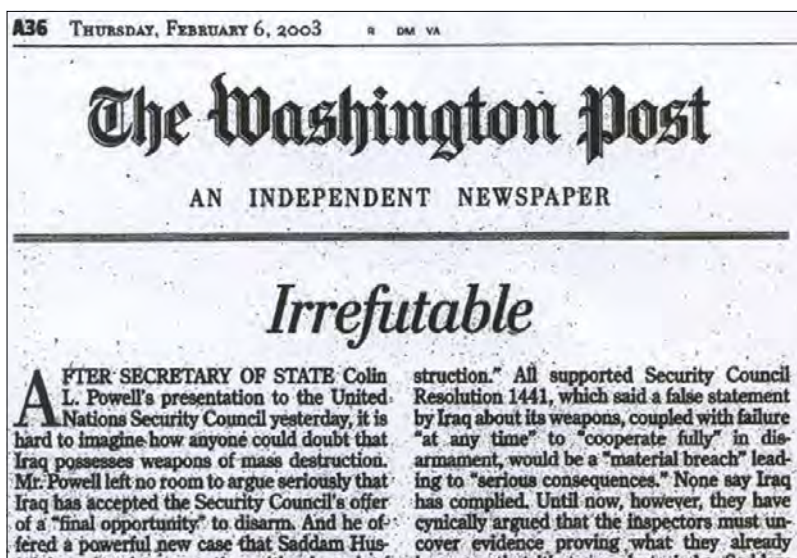 A36 THURSDAY, FEBRUARY 6, 2003 R DM VA
The Washington Post
AN INDEPENDENT NEWSPAPER
Irrefutable
AFTER SECRETARY OF STATE Colin
L. Powell's presentation to the United
Nations Security Council yesterday, it is
hard to imagine how anyone could doubt that
Iraq possesses weapons of mass destruction.
Mr. Powell left no room to argue seriously that
Iraq has accepted the Security Council's offer
of a "final opportunity" to disarm. And he of-
fered a powerful new case that Saddam Hus-
struction." All supported Security Council
Resolution 1441, which said a false statement
by Iraq about its weapons, coupled with failure
"at any time" to "cooperate fully" in dis-
armament, would be a "material breach" lead-
ing to "serious consequences." None say Iraq
has complied. Until now, however, they have
cynically argued that the inspectors must un-
cover evidence proving what they already